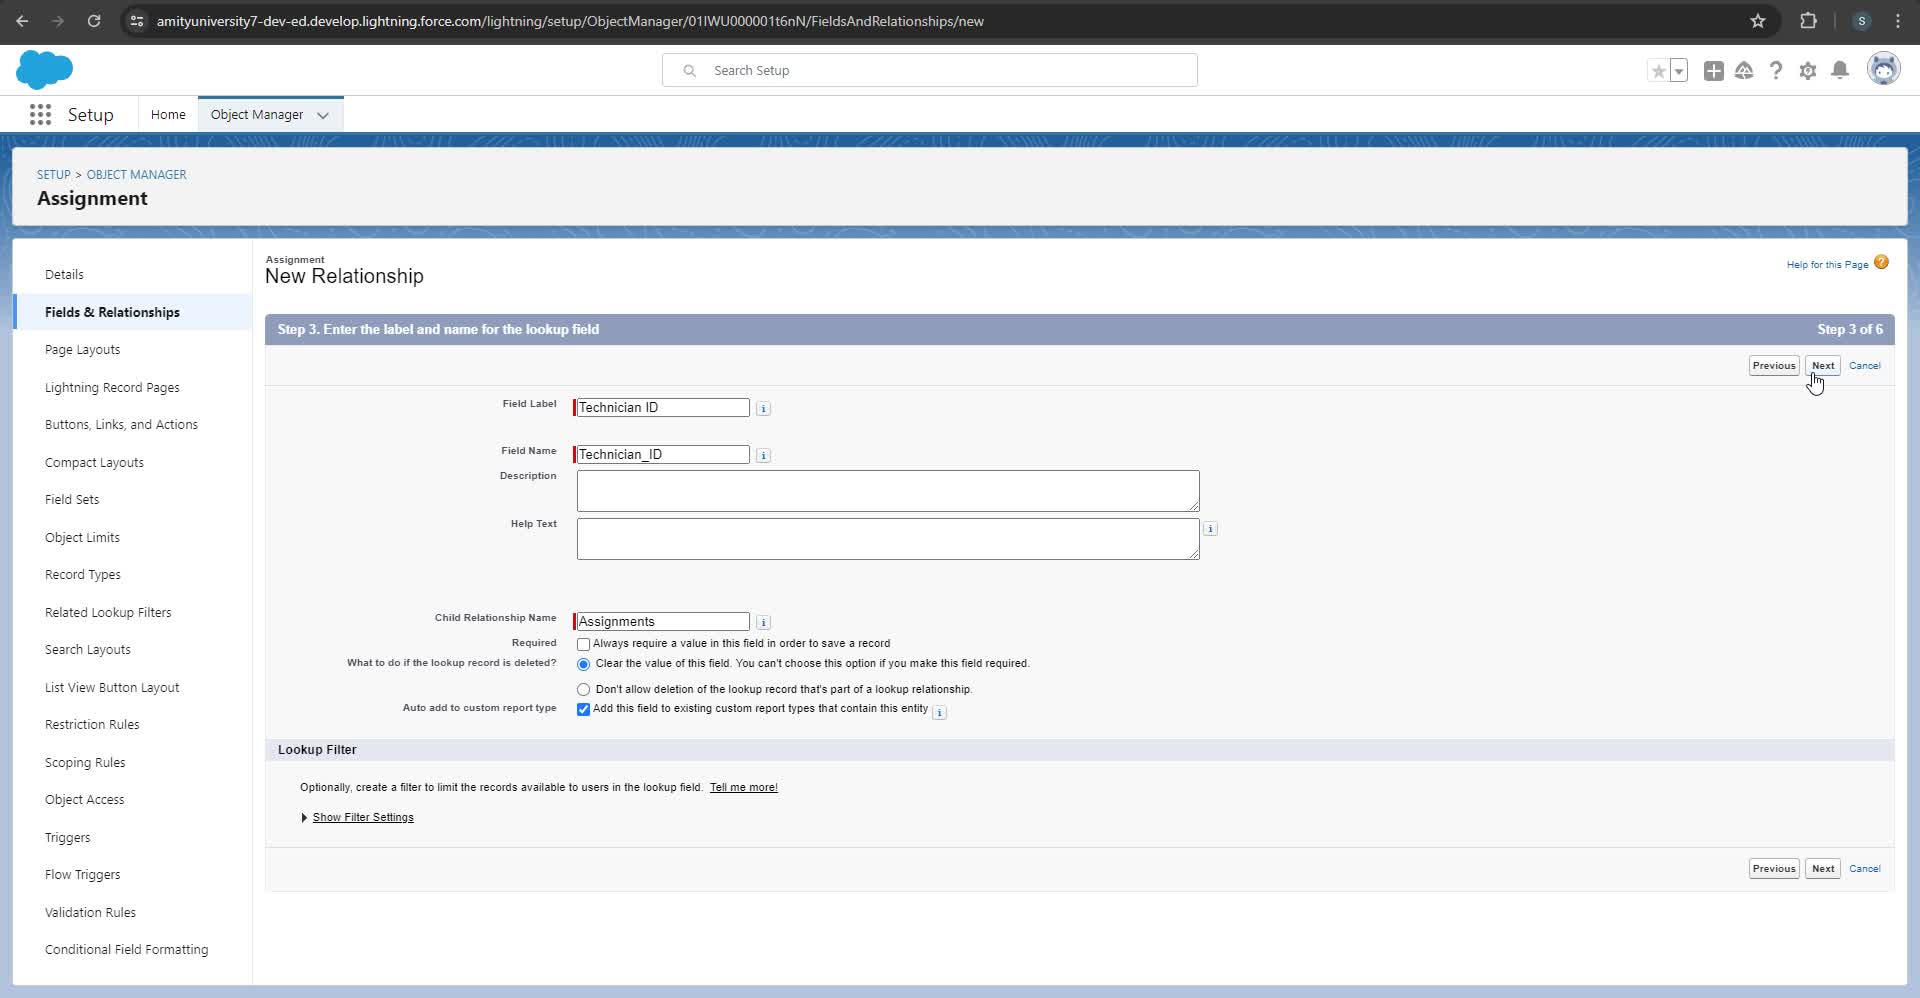 amityuniversity7-dev-ed.develop.lightning.force.com/lightning/setup/ObjectManager/01IWU000001t6nN/FieldsAndRelationships/new
S
Search Setup
Setup
Home
Object Manager
SETUP > OBJECT MANAGER
Assignment
Details
Fields & Relationships
Page Layouts
Lightning Record Pages
Buttons, Links, and Actions
Compact Layouts
Field Sets
Object Limits
Record Types
Related Lookup Filters
Search Layouts
List View Button Layout
Restriction Rules
Scoping Rules
Object Access
Triggers
Flow Triggers
Validation Rules
Conditional Field Formatting
Assignment
New Relationship
Help for this Page ?
Step 3. Enter the label and name for the lookup field
Step 3 of 6
Previous Next Cancel
Field Label Technician ID i
Field Name Technician_ID i
Description
Help Text i
Child Relationship Name Assignments i
Required Always require a value in this field in order to save a record
What to do if the lookup record is deleted? Clear the value of this field. You can't choose this option if you make this field required.
Don't allow deletion of the lookup record that's part of a lookup relationship.
Auto add to custom report type Add this field to existing custom report types that contain this entity i
Lookup Filter
Optionally, create a filter to limit the records available to users in the lookup field. Tell me more!
Show Filter Settings
Previous Next Cancel